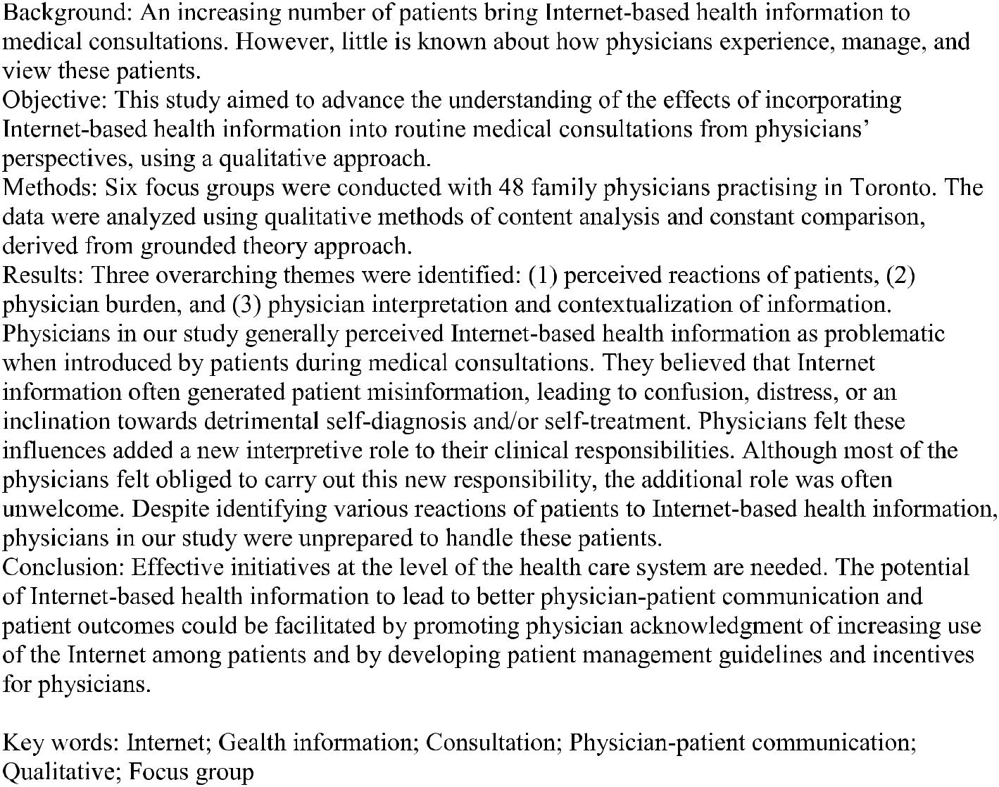 Background: An increasing number of patients bring Internet-based health information to
medical consultations. However, little is known about how physicians experience, manage, and
view these patients.
Objective: This study aimed to advance the understanding of the effects of incorporating
Internet-based health information into routine medical consultations from physicians’
perspectives, using a qualitative approach.
Methods: Six focus groups were conducted with 48 family physicians practising in Toronto. The
data were analyzed using qualitative methods of content analysis and constant comparison,
derived from grounded theory approach.
Results: Three overarching themes were identified: (1) perceived reactions of patients, (2)
physician burden, and (3) physician interpretation and contextualization of information.
Physicians in our study generally perceived Internet-based health information as problematic
when introduced by patients during medical consultations. They believed that Internet
information often generated patient misinformation, leading to confusion, distress, or an
inclination towards detrimental self-diagnosis and/or self-treatment. Physicians felt these
influences added a new interpretive role to their clinical responsibilities. Although most of the
physicians felt obliged to carry out this new responsibility, the additional role was often
unwelcome. Despite identifying various reactions of patients to Internet-based health information,
physicians in our study were unprepared to handle these patients.
Conclusion: Effective initiatives at the level of the health care system are needed. The potential
of Internet-based health information to lead to better physician-patient communication and
patient outcomes could be facilitated by promoting physician acknowledgment of increasing use
of the Internet among patients and by developing patient management guidelines and incentives
for physicians.
Key words: Internet; Gealth information; Consultation; Physician-patient communication;
Qualitative; Focus group